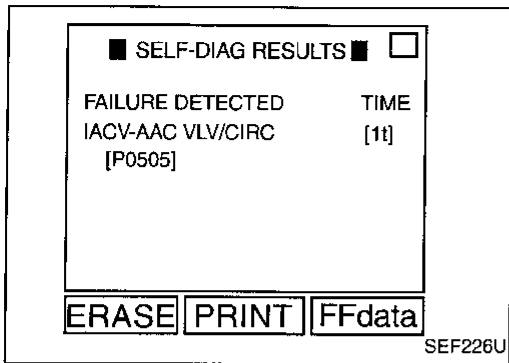 SELF-DIAG RESULTS
FAILURE DETECTED TIME
IACV-AAC VLV/CIRC [1t]
[P0505]
ERASE PRINT FFdata
SEF226U